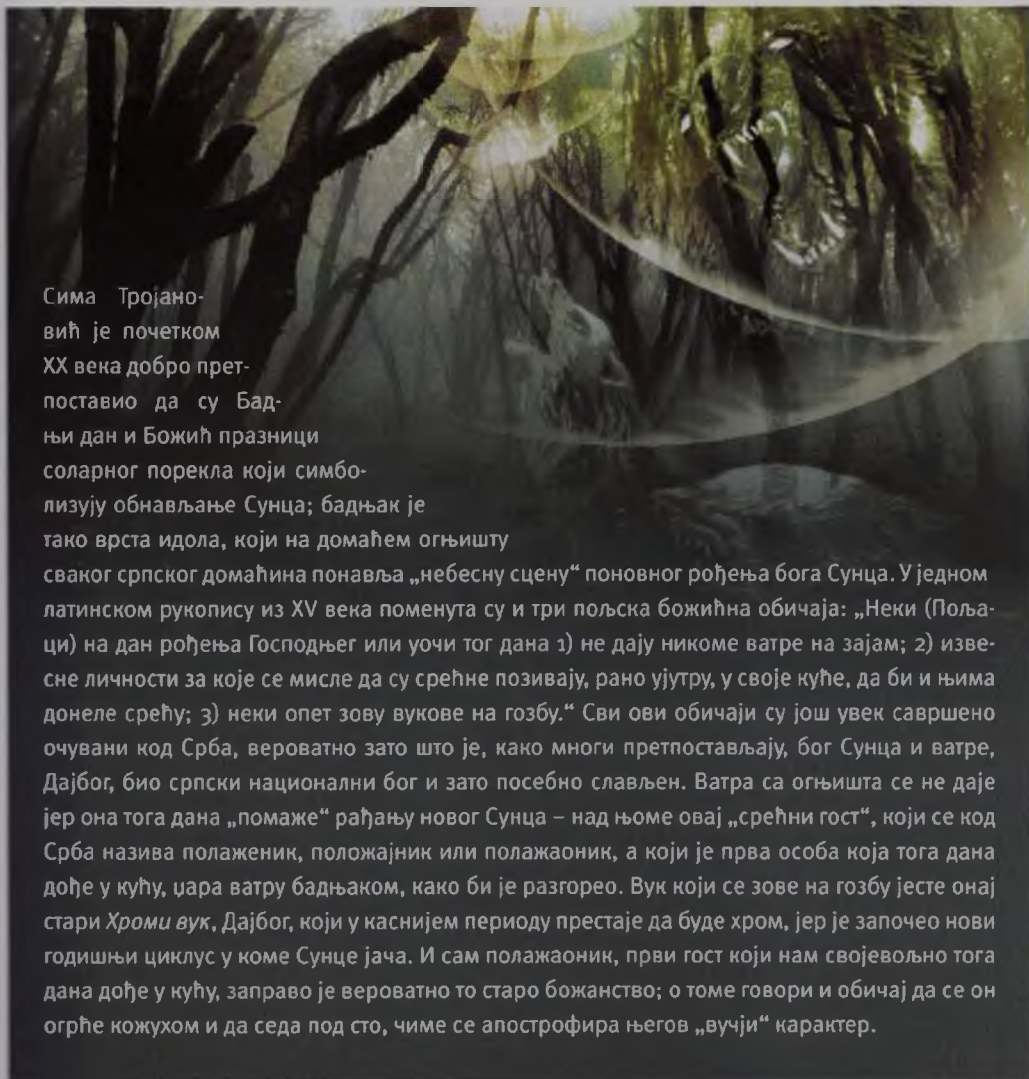 Сима Тројано-
вић је почетком
XX века добро прет-
поставио да су Бад-
њи дан и Божић празници
соларног порекла који симбо-
лизују обнављање Сунца; бадњак је
тако врста идола, који на домаћем огњишту
сваког српског домаћина понавља „небесну сцену“ поновног рођења бога Сунца. У једном
латинском рукопису из XV века поменута су и три пољска божићна обичаја: „Неки (Поља-
ци) на дан рођења Господњег или уочи тог дана 1) не дају никоме ватре на зајам; 2) изве-
сне личности за које се мисле да су срећне позивају, рано ујутру, у своје куће, да би и њима
донеле срећу; 3) неки опет зову вукове на гозбу.“ Сви ови обичаји су још увек савршено
очувани код Срба, вероватно зато што је, како многи претпостављају, бог Сунца и ватре,
Дајбог, био српски национални бог и зато посебно слављен. Ватра са огњишта се не даје
јер она тога дана „помаже“ рађању новог Сунца – над њоме овај „срећни гост“, који се код
Срба назива полаженик, положајник или полажаоник, а који је прва особа која тога дана
дође у кућу, џара ватру бадњаком, како би је разгорео. Вук који се зове на гозбу јесте онај
стари Хроми вук, Дајбог, који у каснијем периоду престаје да буде хром, јер је започео нови
годишњи циклус у коме Сунце јача. И сам полажаоник, први гост који нам својевољно тога
дана дође у кућу, заправо је вероватно то старо божанство; о томе говори и обичај да се он
огрће кожухом и да седа под сто, чиме се апострофира његов „вучји“ карактер.